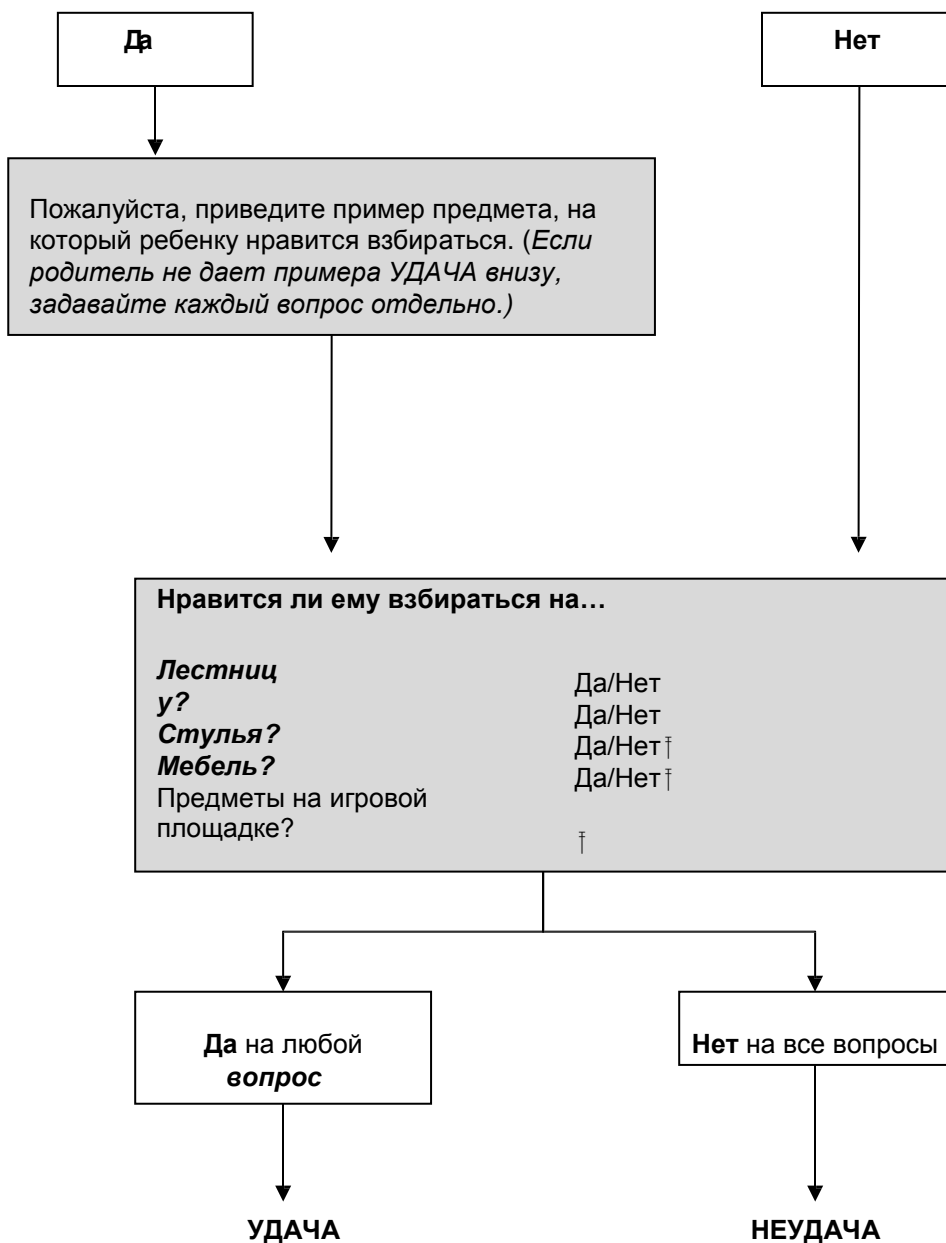 Да
Нет
Пожалуйста, приведите пример предмета, на
который ребенку нравится взбираться. (Если
родитель не дает примера УДАЧА внизу,
задавайте каждый вопрос отдельно.)
Нравится ли ему взбираться на…
Лестниц
у?
Стулья?
Мебель?
Предметы на игровой
площадке?
Да/Нет
Да/Нет
Да/Нет
Да/Нет
Да на любой
вопрос
Нет на все вопросы
УДАЧА
НЕУДАЧА